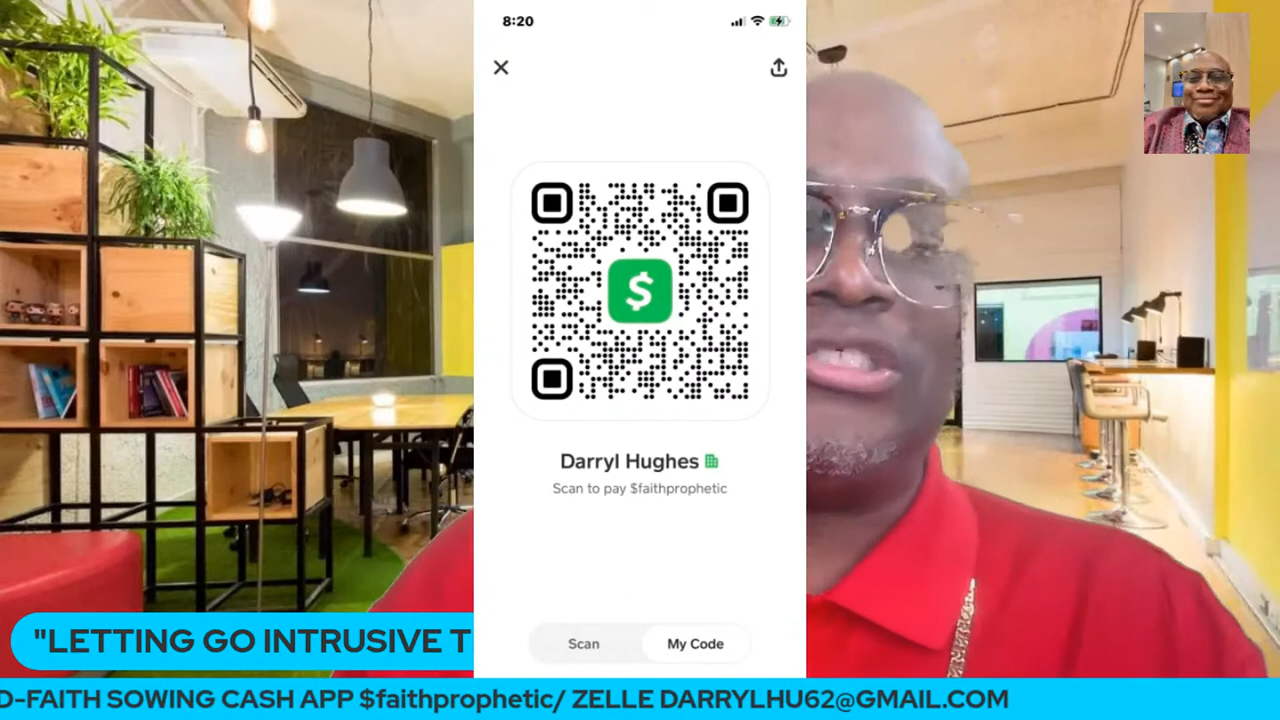 8:20
$
Darryl Hughes
Scan to pay $faithprophetic
Scan
My Code
"LETTING GO INTRUSIVE T
D-FAITH SOWING CASH APP $faithprophetic/ ZELLE DARRYLHU62@GMAIL.COM